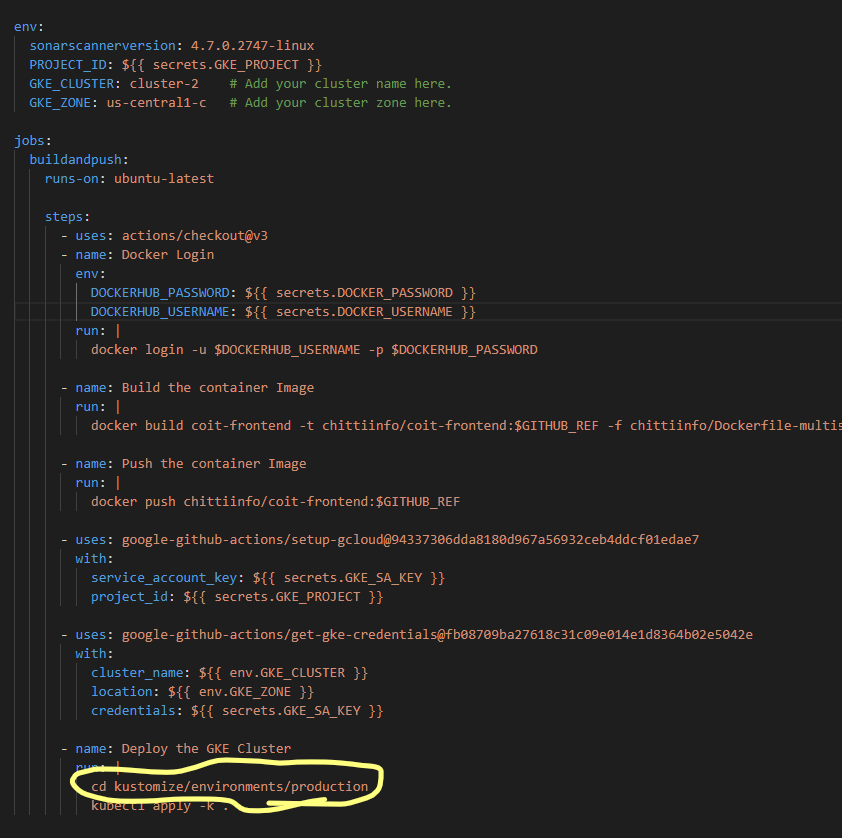 env:
sonarscannerversion: 4.7.0.2747-linux
PROJECT_ID: ${{ secrets.GKE_PROJECT }}
GKE_CLUSTER: cluster-2    # Add your cluster name here.
GKE_ZONE: us-central1-c   # Add your cluster zone here.
jobs:
buildandpush:
runs-on: ubuntu-latest
steps:
- uses: actions/checkout@v3
- name: Docker Login
env:
DOCKERHUB_PASSWORD: ${{ secrets.DOCKER_PASSWORD }}
DOCKERHUB_USERNAME: ${{ secrets.DOCKER_USERNAME }}
run: |
docker login -u $DOCKERHUB_USERNAME -p $DOCKERHUB_PASSWORD
- name: Build the container Image
run: |
docker build coit-frontend -t chittiinfo/coit-frontend:$GITHUB_REF -f chittiinfo/Dockerfile-multis
- name: Push the container Image
run: |
docker push chittiinfo/coit-frontend:$GITHUB_REF
- uses: google-github-actions/setup-gcloud@94337306dda8180d967a56932ceb4ddcf01edae7
with:
service_account_key: ${{ secrets.GKE_SA_KEY }}
project_id: ${{ secrets.GKE_PROJECT }}
- uses: google-github-actions/get-gke-credentials@fb08709ba27618c31c09e014e1d8364b02e5042e
with:
cluster_name: ${{ env.GKE_CLUSTER }}
location: ${{ env.GKE_ZONE }}
credentials: ${{ secrets.GKE_SA_KEY }}
- name: Deploy the GKE Cluster
run: |
cd kustomize/environments/production
kubectl apply -k .